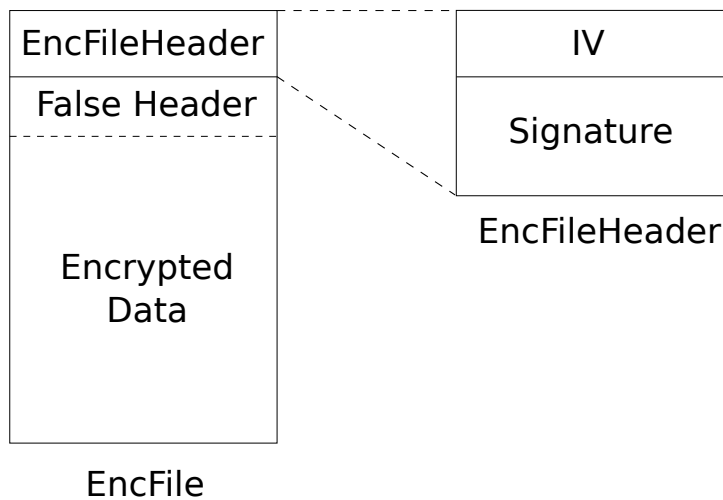 EncFileHeader
False Header
Encrypted
Data
EncFile
IV
Signature
EncFileHeader